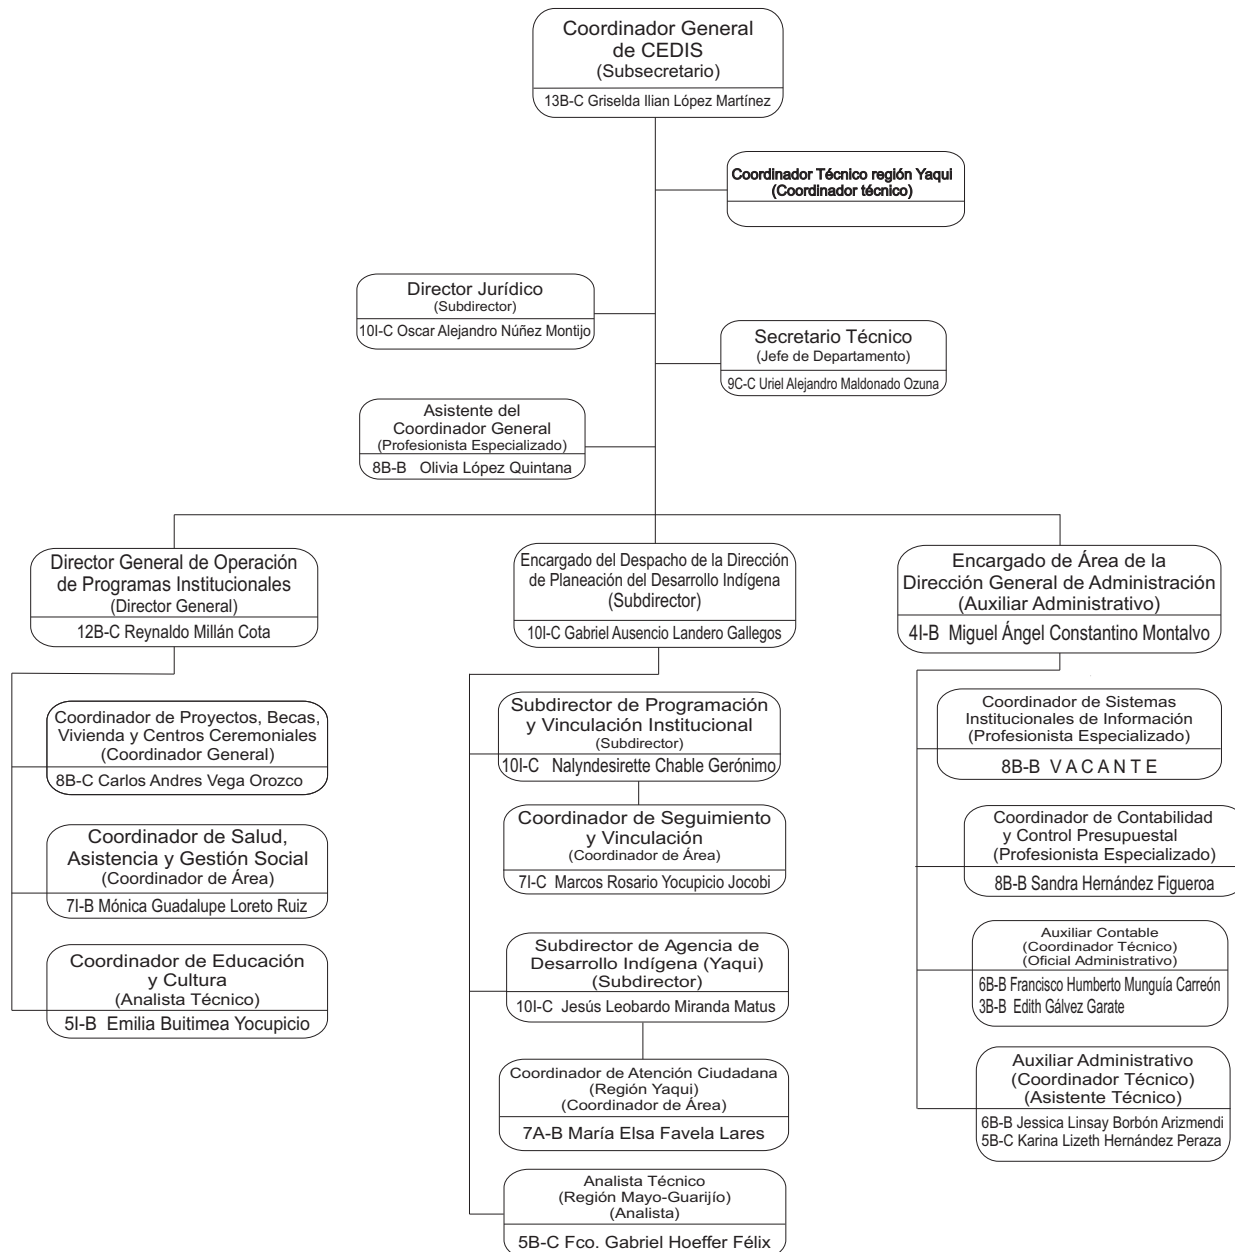 Coordinador General
de CEDIS
(Subsecretario)
13B-C Griselda Ilian López Martínez
Coordinador Técnico región Yaqui
(Coordinador técnico)
Director Jurídico
(Subdirector)
10I-C Oscar Alejandro Núñez Montijo
Secretario Técnico
(Jefe de Departamento)
9C-C Uriel Alejandro Maldonado Ozuna
Asistente del
Coordinador General
(Profesionista Especializado)
8B-B Olivia López Quintana
Director General de Operación
de Programas Institucionales
(Director General)
12B-C Reynaldo Millán Cota
Coordinador de Proyectos, Becas,
Vivienda y Centros Ceremoniales
(Coordinador General)
8B-C Carlos Andres Vega Orozco
Coordinador de Salud,
Asistencia y Gestión Social
(Coordinador de Área)
7I-B Mónica Guadalupe Loreto Ruiz
Coordinador de Educación
y Cultura
(Analista Técnico)
5I-B Emilia Buitimea Yocupicio
Encargado del Despacho de la Dirección
de Planeación del Desarrollo Indígena
(Subdirector)
10I-C Gabriel Ausencio Landero Gallegos
Subdirector de Programación
y Vinculación Institucional
(Subdirector)
10I-C Nalyndesirette Chable Gerónimo
Coordinador de Seguimiento
y Vinculación
(Coordinador de Área)
7I-C Marcos Rosario Yocupicio Jocobi
Subdirector de Agencia de
Desarrollo Indígena (Yaqui)
(Subdirector)
10I-C Jesús Leobardo Miranda Matus
Coordinador de Atención Ciudadana
(Región Yaqui)
(Coordinador de Área)
7A-B María Elsa Favela Lares
Analista Técnico
(Región Mayo-Guarijío)
(Analista)
5B-C Fco. Gabriel Hoeffer Félix
Encargado de Área de la
Dirección General de Administración
(Auxiliar Administrativo)
4I-B Miguel Ángel Constantino Montalvo
Coordinador de Sistemas
Institucionales de Información
(Profesionista Especializado)
8B-B V A C A N T E
Coordinador de Contabilidad
y Control Presupuestal
(Profesionista Especializado)
8B-B Sandra Hernández Figueroa
Auxiliar Contable
(Coordinador Técnico)
(Oficial Administrativo)
6B-B Francisco Humberto Munguía Carreón
3B-B Edith Gálvez Garate
Auxiliar Administrativo
(Coordinador Técnico)
(Asistente Técnico)
6B-B Jessica Linsay Borbón Arizmendi
5B-C Karina Lizeth Hernández Peraza